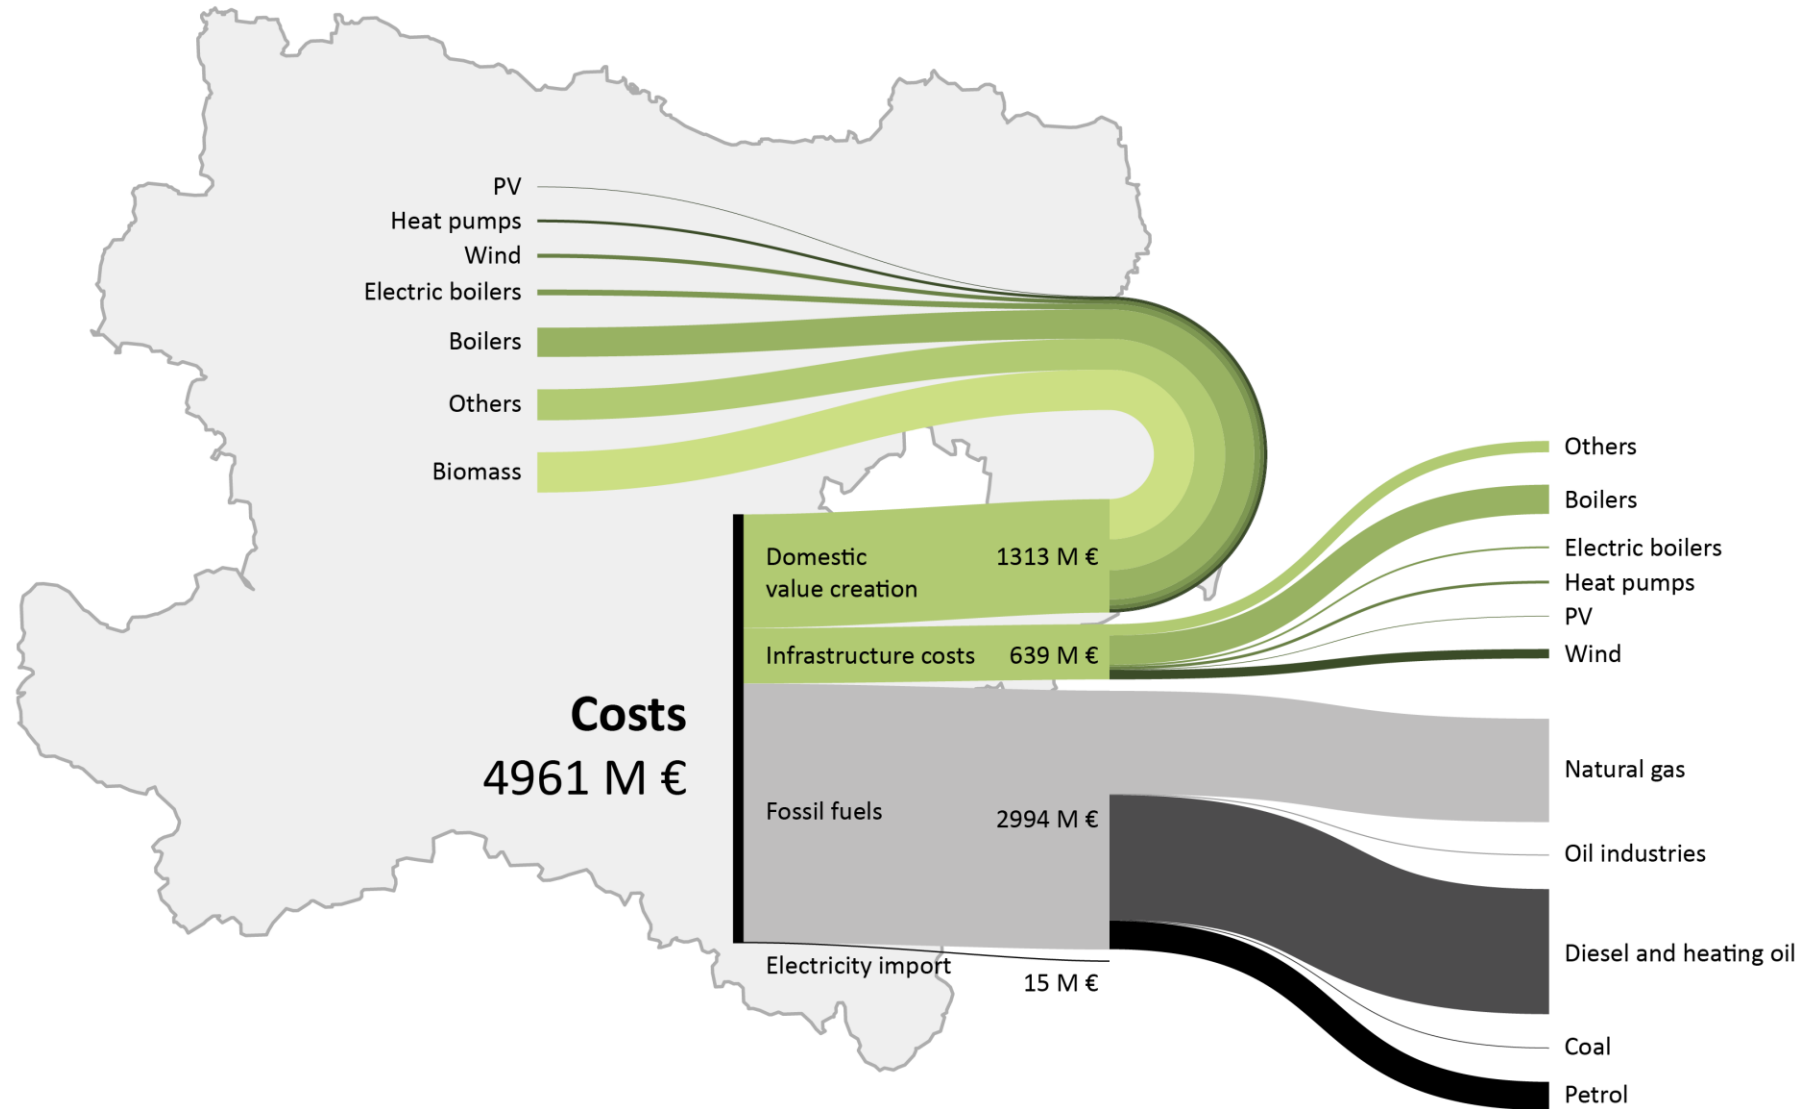 PV
Heat pumps
Wind
Electric boilers
Boilers
Others
Biomass
Domestic
value creation
1313 M €
Infrastructure costs
639 M €
Costs
4961 M €
Fossil fuels
2994 M €
Electricity import
15 M €
Others
Boilers
Electric boilers
Heat pumps
PV
Wind
Natural gas
Oil industries
Diesel and heating oil
Coal
Petrol